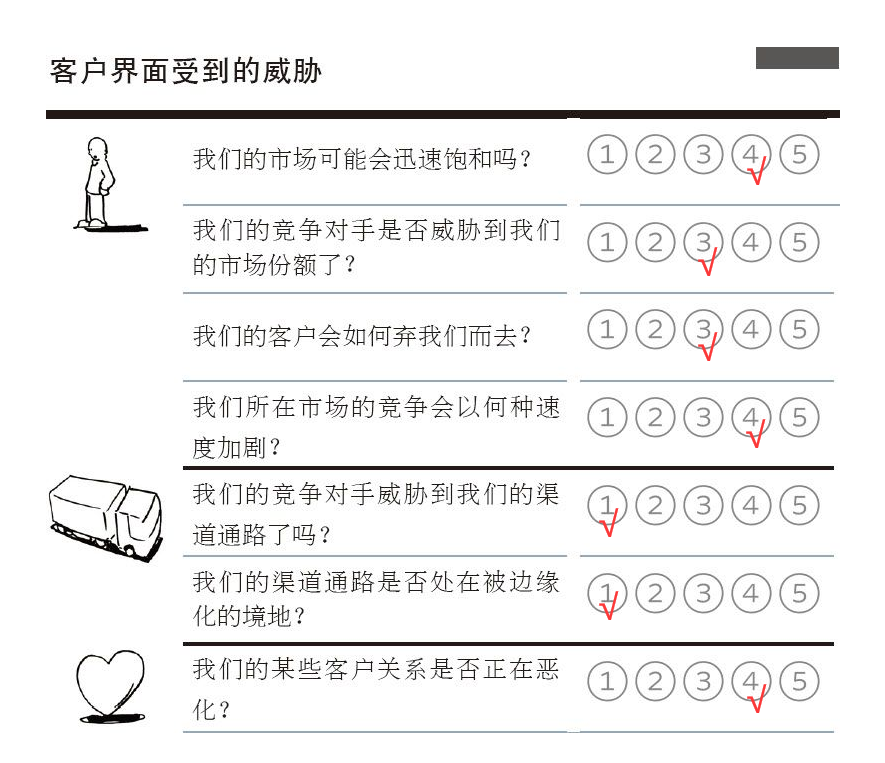 客户界面受到的威胁
我们的市场可能会迅速饱和吗？
① ② ③ ④ ⑤
√
我们的竞争对手是否威胁到我们
的市场份额了？
① ② ③ ④ ⑤
√
我们的客户会如何弃我们而去？
① ② ③ ④ ⑤
√
我们所在市场的竞争会以何种速
度加剧？
① ② ③ ④ ⑤
√
我们的竞争对手威胁到我们的渠
道通路了吗？
① ② ③ ④ ⑤
√
我们的渠道通路是否处在被边缘
化的境地？
① ② ③ ④ ⑤
√
我们的某些客户关系是否正在恶
化？
① ② ③ ④ ⑤
√